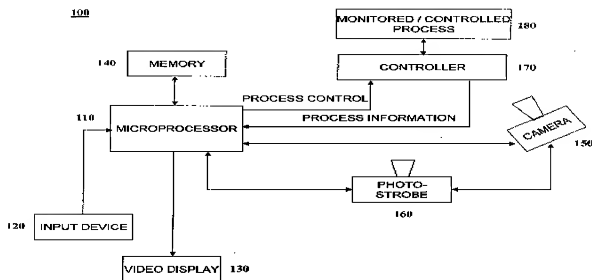 100
MONITORED / CONTROLLED
PROCESS
180
140
MEMORY
CONTROLLER
170
PROCESS CONTROL
110
MICROPROCESSOR
PROCESS INFORMATION
CAMERA
150
PHOTO-
STROBE
160
120
INPUT DEVICE
VIDEO DISPLAY
130